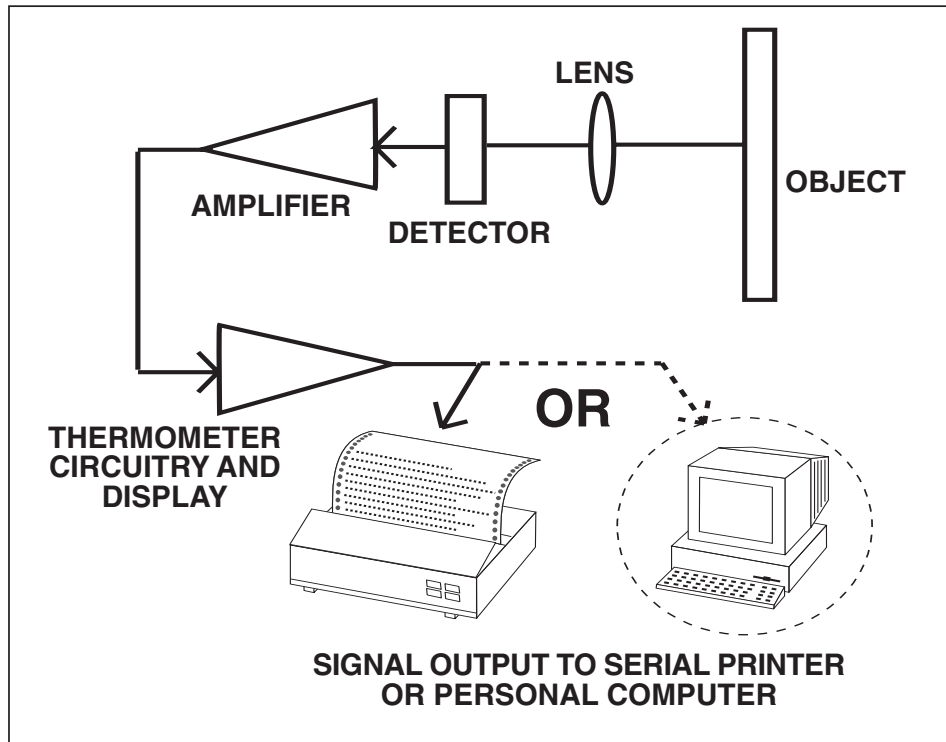 LENS
OBJECT
AMPLIFIER
DETECTOR
OR
THERMOMETER
CIRCUITRY AND
DISPLAY
SIGNAL OUTPUT TO SERIAL PRINTER
OR PERSONAL COMPUTER